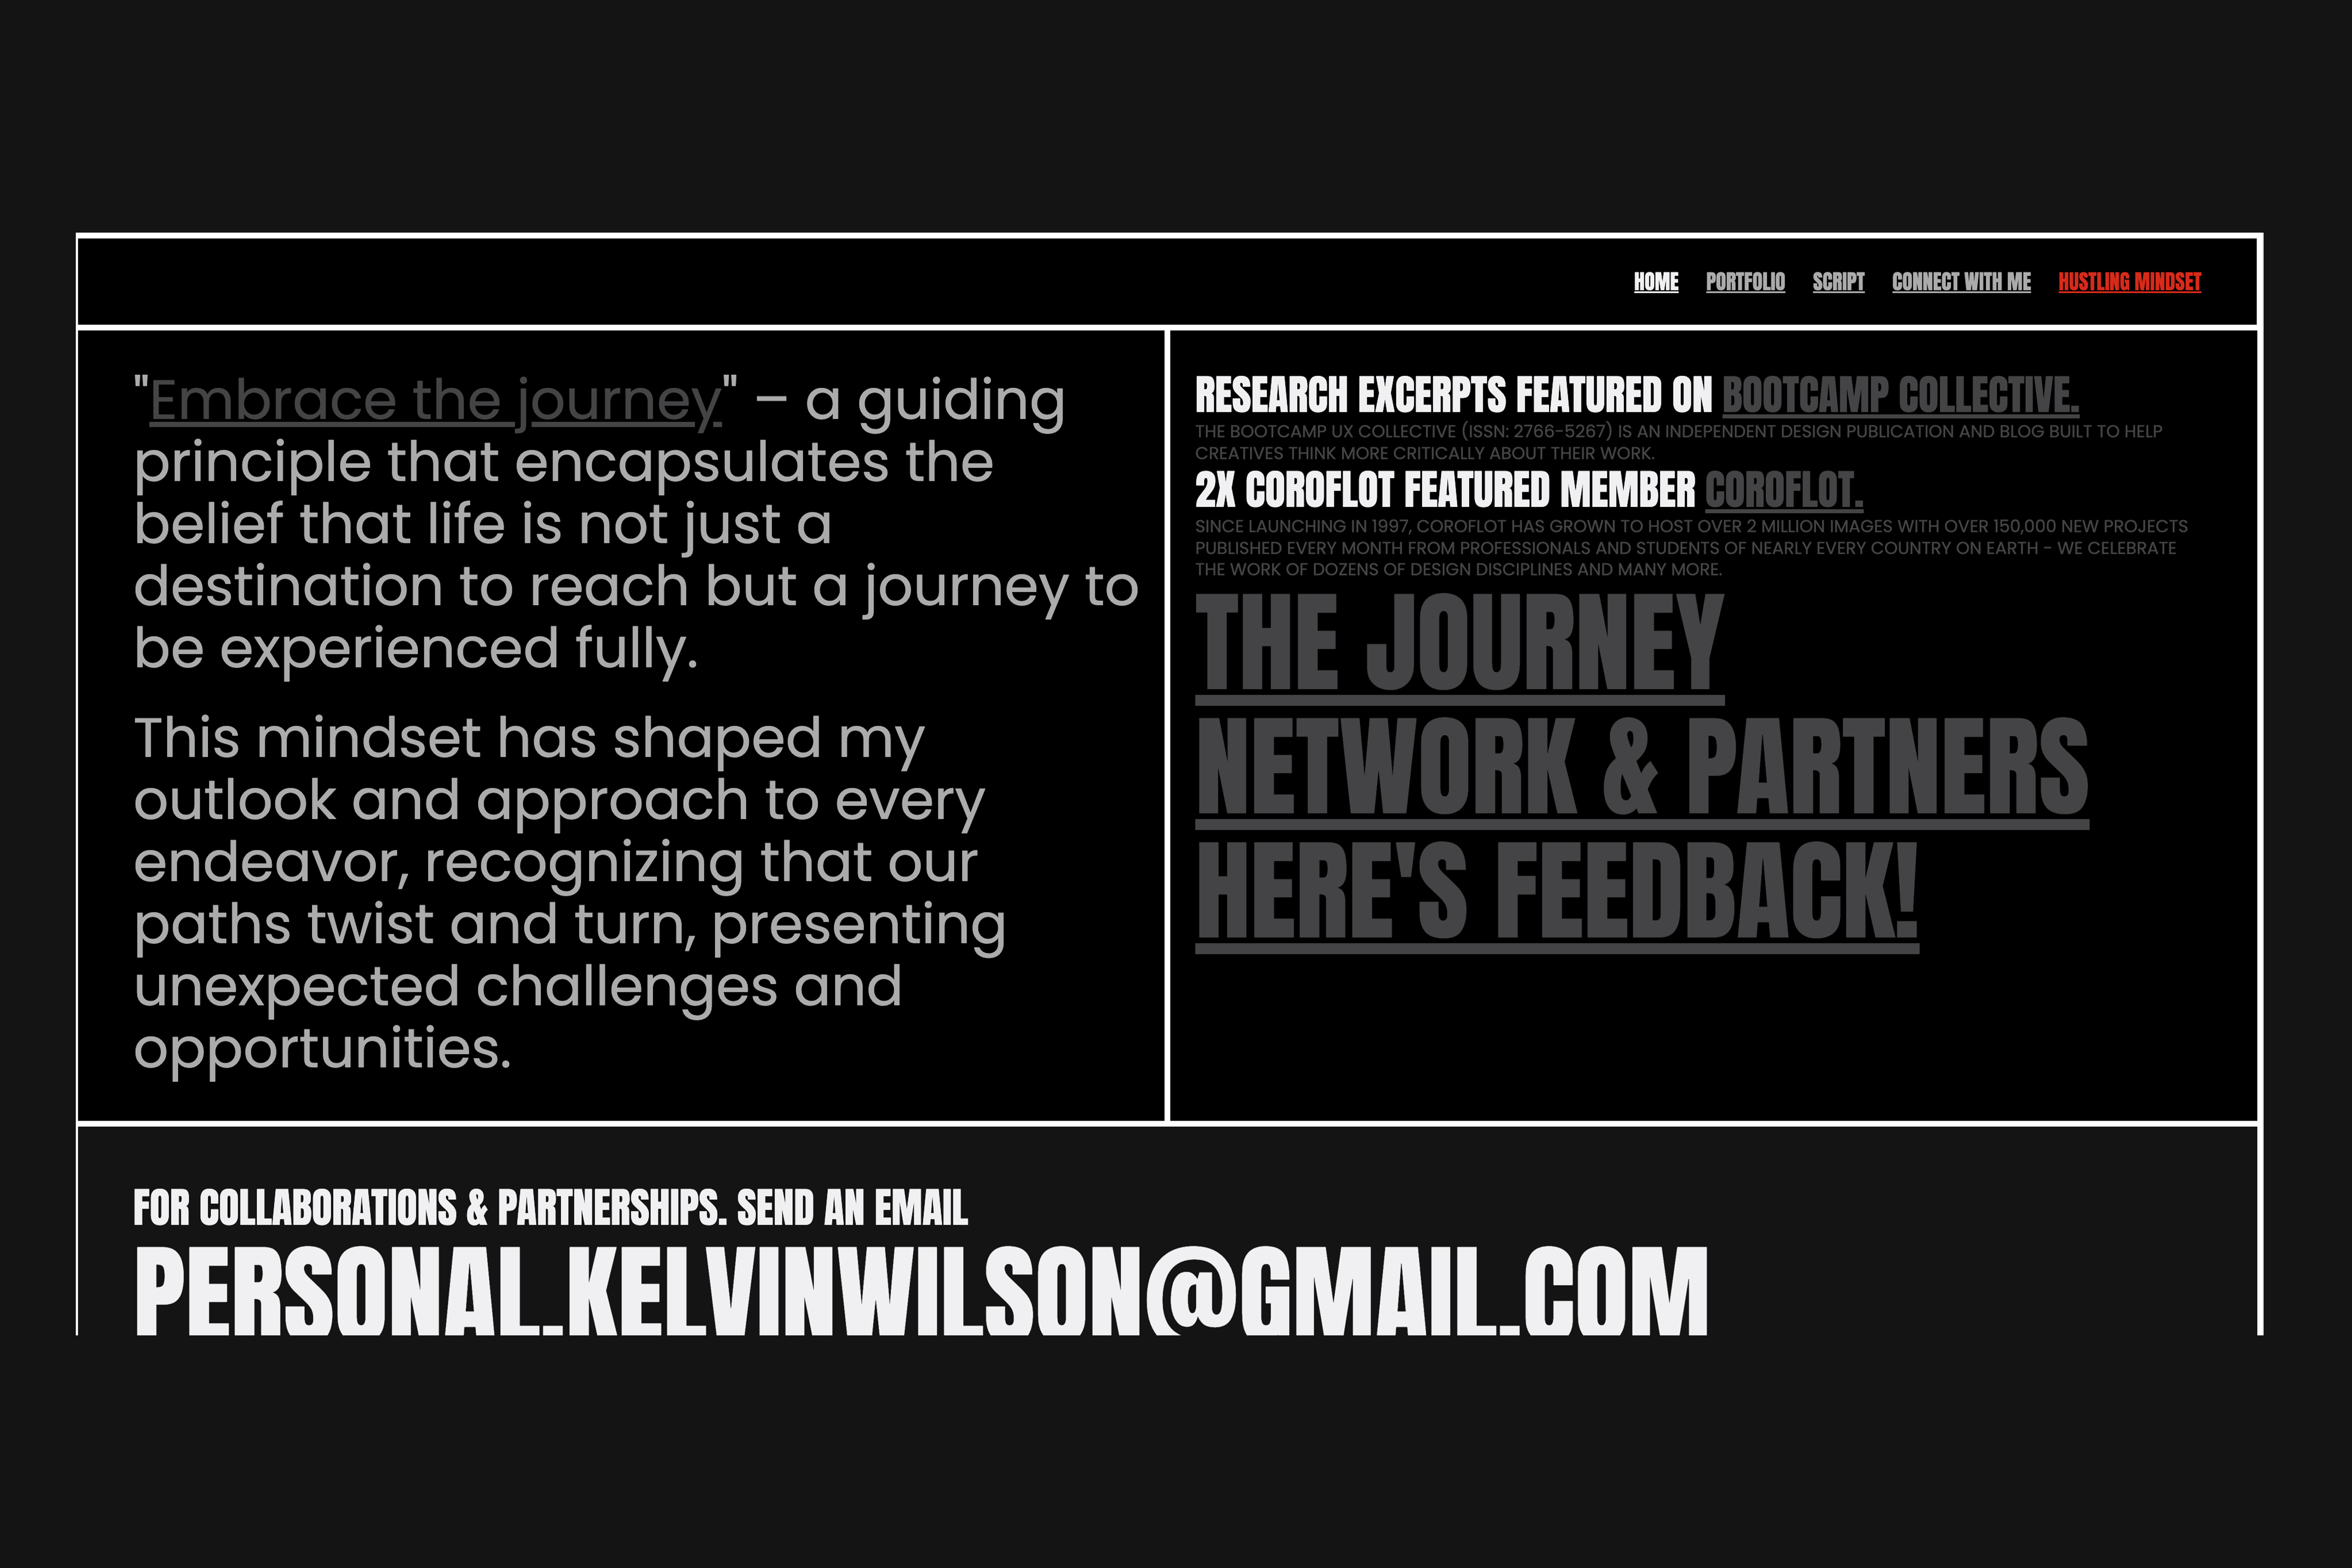 HOME PORTFOLIO SCRIPT CONNECT WITH ME HUSTLING MINDSET
"Embrace the journey" – a guiding
principle that encapsulates the
belief that life is not just a
destination to reach but a journey to
be experienced fully.
This mindset has shaped my
outlook and approach to every
endeavor, recognizing that our
paths twist and turn, presenting
unexpected challenges and
opportunities.
RESEARCH EXCERPTS FEATURED ON BOOTCAMP COLLECTIVE.
THE BOOTCAMP UX COLLECTIVE (ISSN: 2766-5267) IS AN INDEPENDENT DESIGN PUBLICATION AND BLOG BUILT TO HELP
CREATIVES THINK MORE CRITICALLY ABOUT THEIR WORK.
2X COROFLOT FEATURED MEMBER COROFLOT.
SINCE LAUNCHING IN 1997, COROFLOT HAS GROWN TO HOST OVER 2 MILLION IMAGES WITH OVER 150,000 NEW PROJECTS
PUBLISHED EVERY MONTH FROM PROFESSIONALS AND STUDENTS OF NEARLY EVERY COUNTRY ON EARTH - WE CELEBRATE
THE WORK OF DOZENS OF DESIGN DISCIPLINES AND MANY MORE.
THE JOURNEY
NETWORK & PARTNERS
HERE'S FEEDBACK!
FOR COLLABORATIONS & PARTNERSHIPS. SEND AN EMAIL
PERSONAL.KELVINWILSON@GMAIL.COM